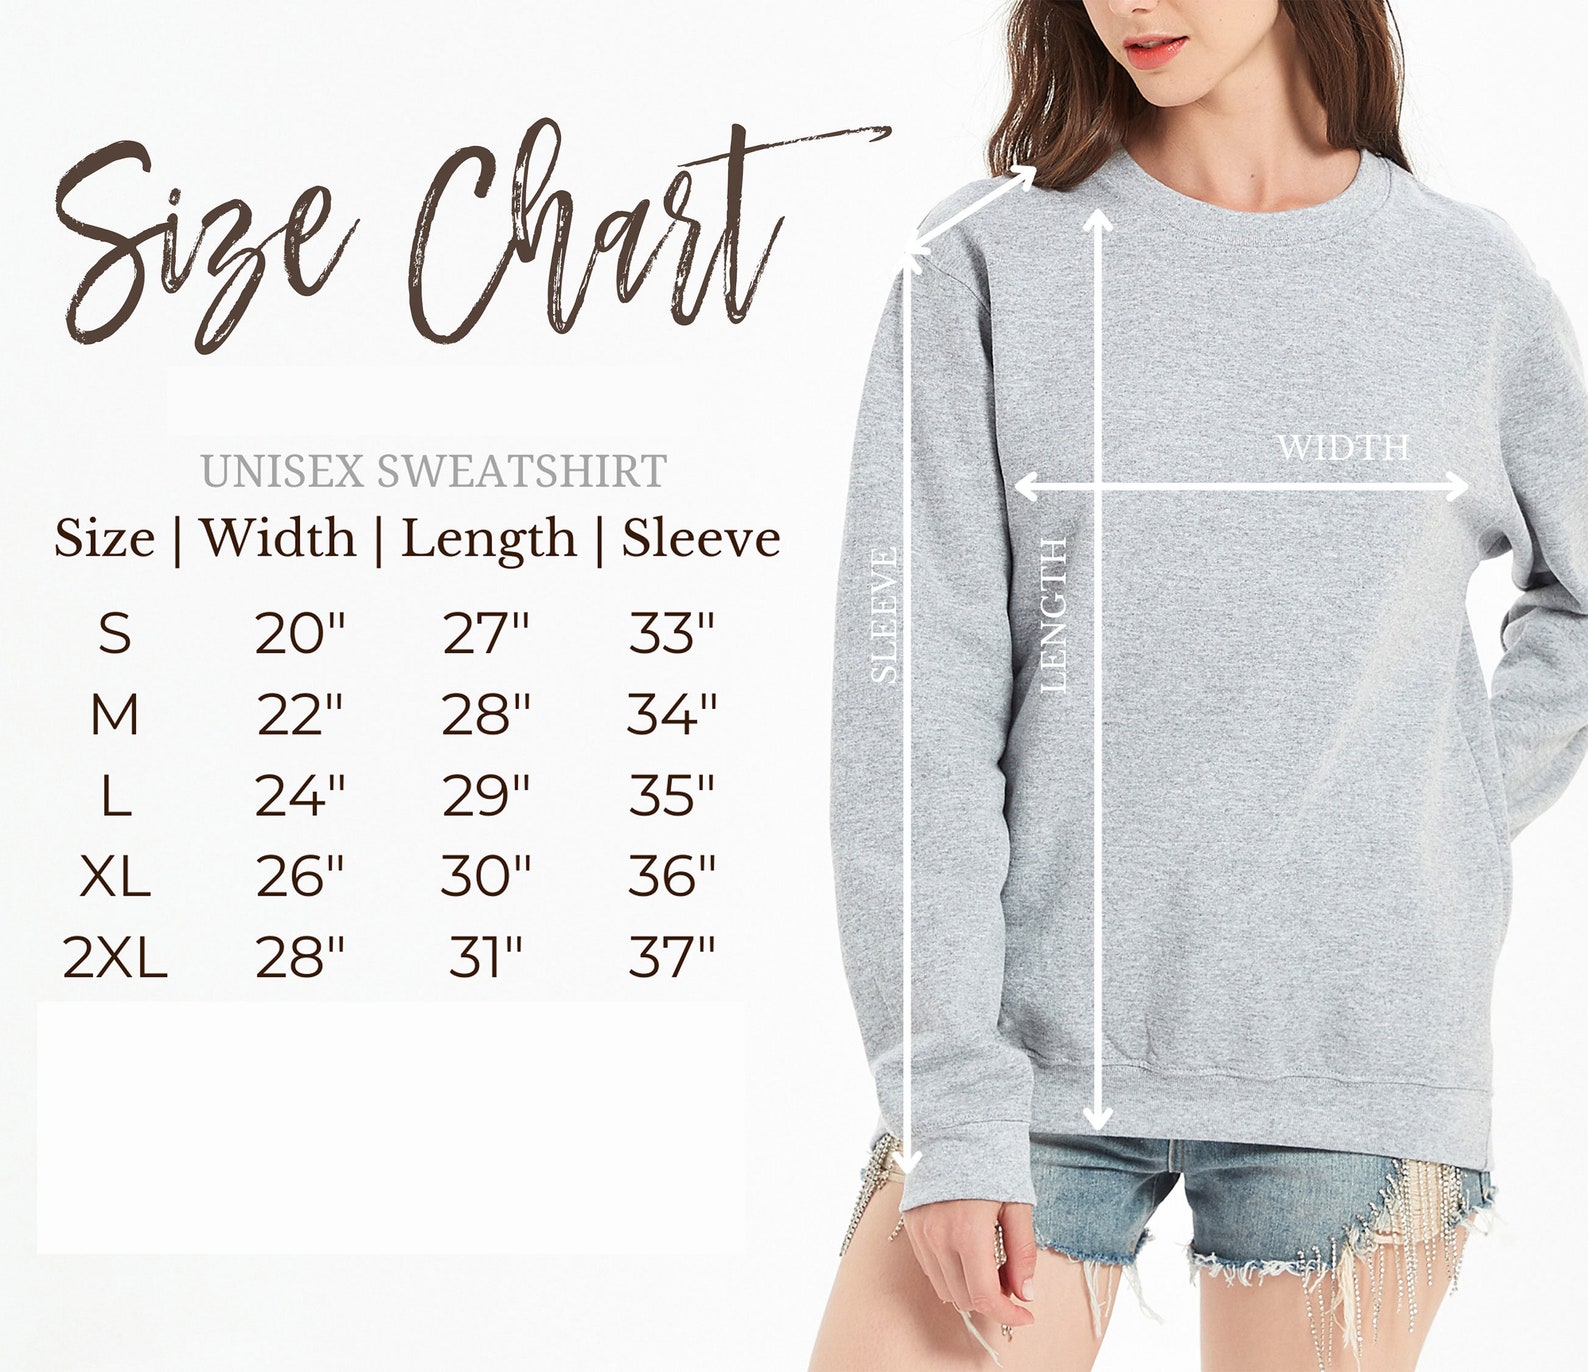 Size Chart
UNISEX SWEATSHIRT
Size | Width | Length | Sleeve
S 20" 27" 33"
M 22" 28" 34"
L 24" 29" 35"
XL 26" 30" 36"
2XL 28" 31" 37"
WIDTH
LENGTH
SLEEVE